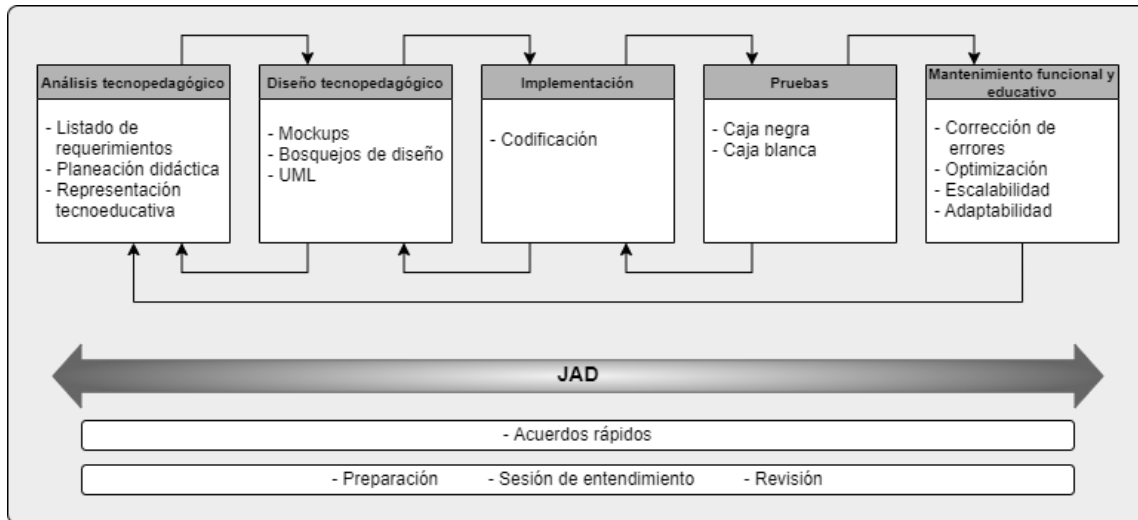 Análisis tecnopedagógico
- Listado de
requerimientos
- Planeación didáctica
- Representación
tecnoeducativa
Diseño tecnopedagógico
- Mockups
- Bosquejos de diseño
- UML
Implementación
- Codificación
Pruebas
- Caja negra
- Caja blanca
Mantenimiento funcional y
educativo
- Corrección de
errores
- Optimización
- Escalabilidad
- Adaptabilidad
JAD
- Acuerdos rápidos
- Preparación - Sesión de entendimiento - Revisión